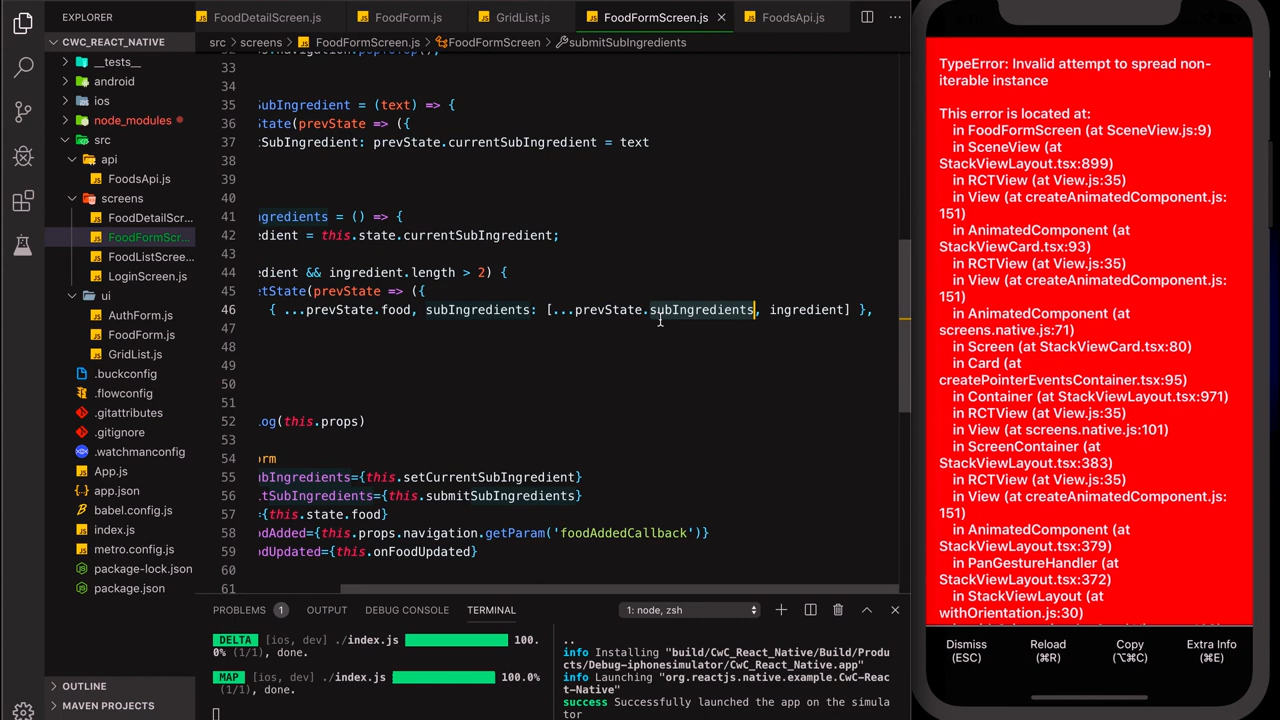 EXPLORER
FoodDetailScreen.js
FoodForm.js
GridList.js
FoodFormScreen.js
FoodsApi.js
CWC_REACT_NATIVE
src > screens > FoodFormScreen.js > FoodFormScreen > submitSubIngredients
__tests__
android
ios
node_modules
src
api
FoodsApi.js
screens
FoodDetailScr...
FoodFormScr...
FoodListScree...
LoginScreen.js
ui
AuthForm.js
FoodForm.js
GridList.js
.buckconfig
.flowconfig
.gitattributes
.gitignore
.watchmanconfig
App.js
app.json
babel.config.js
index.js
metro.config.js
package-lock.json
package.json
OUTLINE
MAVEN PROJECTS
33
34
35 SubIngredient = (text) => {
36 State(prevState => ({
37 tSubIngredient: prevState.currentSubIngredient = text
38
39
40
41 ngredients = () => {
42 edient = this.state.currentSubIngredient;
43
44 edient && ingredient.length > 2) {
45 etState(prevState => ({
46 { ...prevState.food, subIngredients: [...prevState.subIngredients, ingredient] },
47
48
49
50
51
52 log(this.props)
53
54 orm
55 ubIngredients={this.setCurrentSubIngredient}
56 tSubIngredients={this.submitSubIngredients}
57 ={this.state.food}
58 odAdded={this.props.navigation.getParam('foodAddedCallback')}
59 odUpdated={this.onFoodUpdated}
60
61
PROBLEMS 1 OUTPUT DEBUG CONSOLE TERMINAL 1: node, zsh
DELTA [ios, dev] ./index.js 100.
0% (1/1), done.
MAP [ios, dev] ./index.js 100.0%
(1/1), done.
..
info Installing "build/CwC_React_Native/Build/Produ
cts/Debug-iphonesimulator/CwC_React_Native.app"
info Launching "org.reactjs.native.example.CwC-Reac
t-Native"
success Successfully launched the app on the simula
tor
TypeError: Invalid attempt to spread non-
iterable instance
This error is located at:
in FoodFormScreen (at SceneView.js:9)
in SceneView (at
StackViewLayout.tsx:899)
in RCTView (at View.js:35)
in View (at createAnimatedComponent.js:
151)
in AnimatedComponent (at
StackViewCard.tsx:93)
in RCTView (at View.js:35)
in View (at createAnimatedComponent.js:
151)
in AnimatedComponent (at
screens.native.js:71)
in Screen (at StackViewCard.tsx:80)
in Card (at
createPointerEventsContainer.tsx:95)
in Container (at StackViewLayout.tsx:971)
in RCTView (at View.js:35)
in View (at screens.native.js:101)
in ScreenContainer (at
StackViewLayout.tsx:383)
in RCTView (at View.js:35)
in View (at createAnimatedComponent.js:
151)
in AnimatedComponent (at
StackViewLayout.tsx:379)
in PanGestureHandler (at
StackViewLayout.tsx:372)
in StackViewLayout (at
withOrientation.js:30)
Dismiss
(ESC)
Reload
(⌘R)
Copy
(⌥⌘C)
Extra Info
(⌘E)